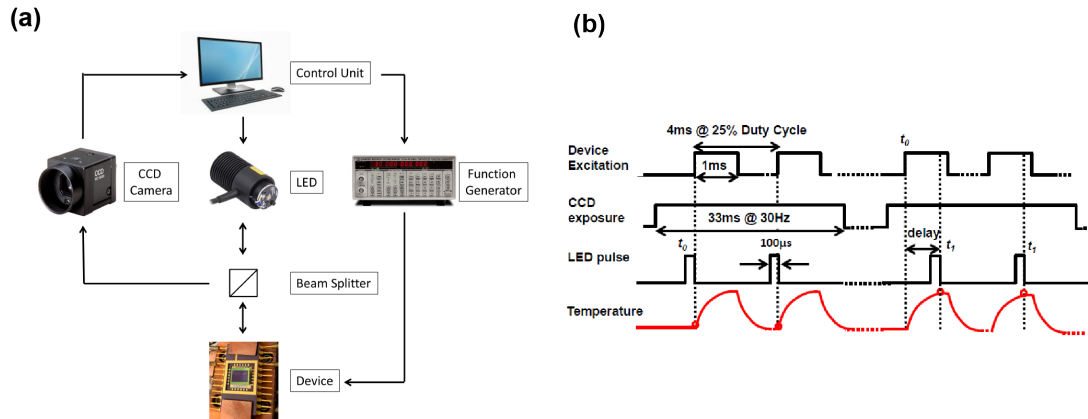 (a)
Control Unit
CCD
Camera
LED
Function
Generator
Beam Splitter
Device
(b)
4ms @ 25% Duty Cycle
t0
Device
Excitation
1ms
CCD
exposure
33ms @ 30Hz
delay
t0
100μs
t1
t1
LED pulse
Temperature
CCD